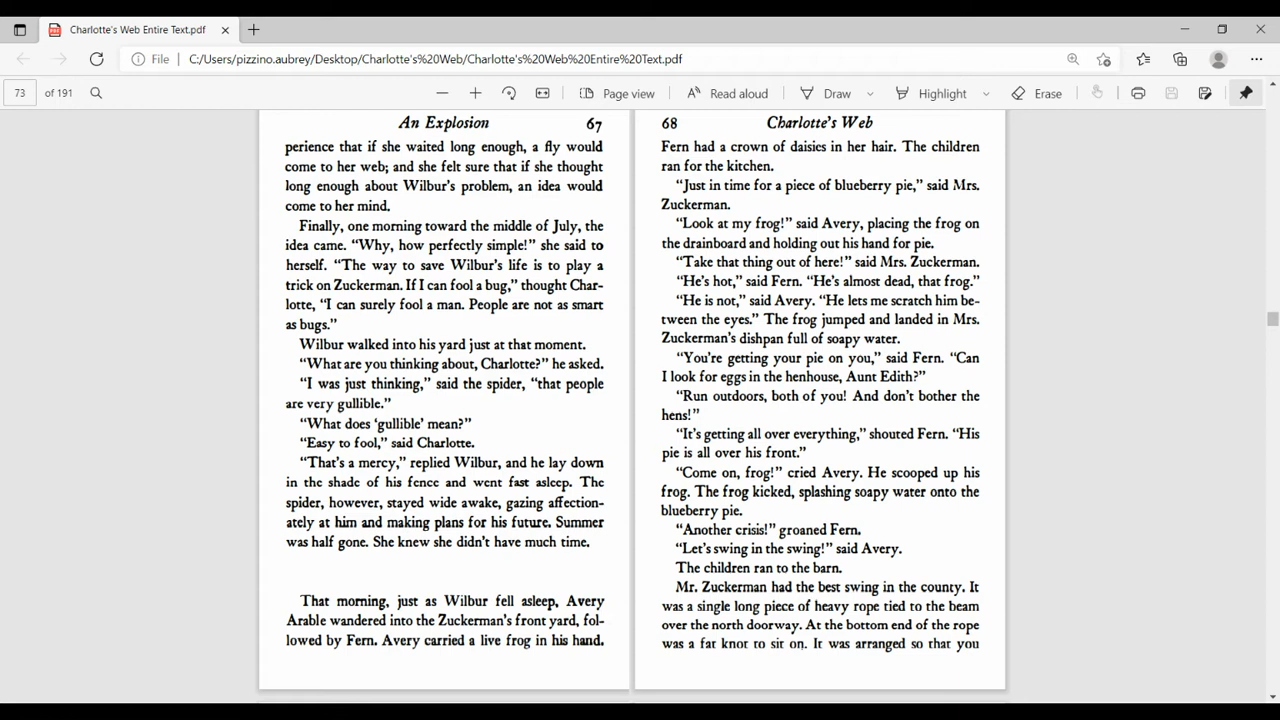 Charlotte's Web Entire Text.pdf
File
C:/Users/pizzino.aubrey/Desktop/Charlotte's%20Web/Charlotte's%20Web%20Entire%20Text.pdf
73 of 191
Page view
Read aloud
Draw
Highlight
Erase
An Explosion 67
perience that if she waited long enough, a fly would
come to her web; and she felt sure that if she thought
long enough about Wilbur's problem, an idea would
come to her mind.
Finally, one morning toward the middle of July, the
idea came. "Why, how perfectly simple!" she said to
herself. "The way to save Wilbur's life is to play a
trick on Zuckerman. If I can fool a bug," thought Char-
lotte, "I can surely fool a man. People are not as smart
as bugs."
Wilbur walked into his yard just at that moment.
"What are you thinking about, Charlotte?" he asked.
"I was just thinking," said the spider, "that people
are very gullible."
"What does 'gullible' mean?"
"Easy to fool," said Charlotte.
"That's a mercy," replied Wilbur, and he lay down
in the shade of his fence and went fast asleep. The
spider, however, stayed wide awake, gazing affection-
ately at him and making plans for his future. Summer
was half gone. She knew she didn't have much time.
That morning, just as Wilbur fell asleep, Avery
Arable wandered into the Zuckerman's front yard, fol-
lowed by Fern. Avery carried a live frog in his hand.
68 Charlotte's Web
Fern had a crown of daisies in her hair. The children
ran for the kitchen.
"Just in time for a piece of blueberry pie," said Mrs.
Zuckerman.
"Look at my frog!" said Avery, placing the frog on
the drainboard and holding out his hand for pie.
"Take that thing out of here!" said Mrs. Zuckerman.
"He's hot," said Fern. "He's almost dead, that frog."
"He is not," said Avery. "He lets me scratch him be-
tween the eyes." The frog jumped and landed in Mrs.
Zuckerman's dishpan full of soapy water.
"You're getting your pie on you," said Fern. "Can
I look for eggs in the henhouse, Aunt Edith?"
"Run outdoors, both of you! And don't bother the
hens!"
"It's getting all over everything," shouted Fern. "His
pie is all over his front."
"Come on, frog!" cried Avery. He scooped up his
frog. The frog kicked, splashing soapy water onto the
blueberry pie.
"Another crisis!" groaned Fern.
"Let's swing in the swing!" said Avery.
The children ran to the barn.
Mr. Zuckerman had the best swing in the county. It
was a single long piece of heavy rope tied to the beam
over the north doorway. At the bottom end of the rope
was a fat knot to sit on. It was arranged so that you